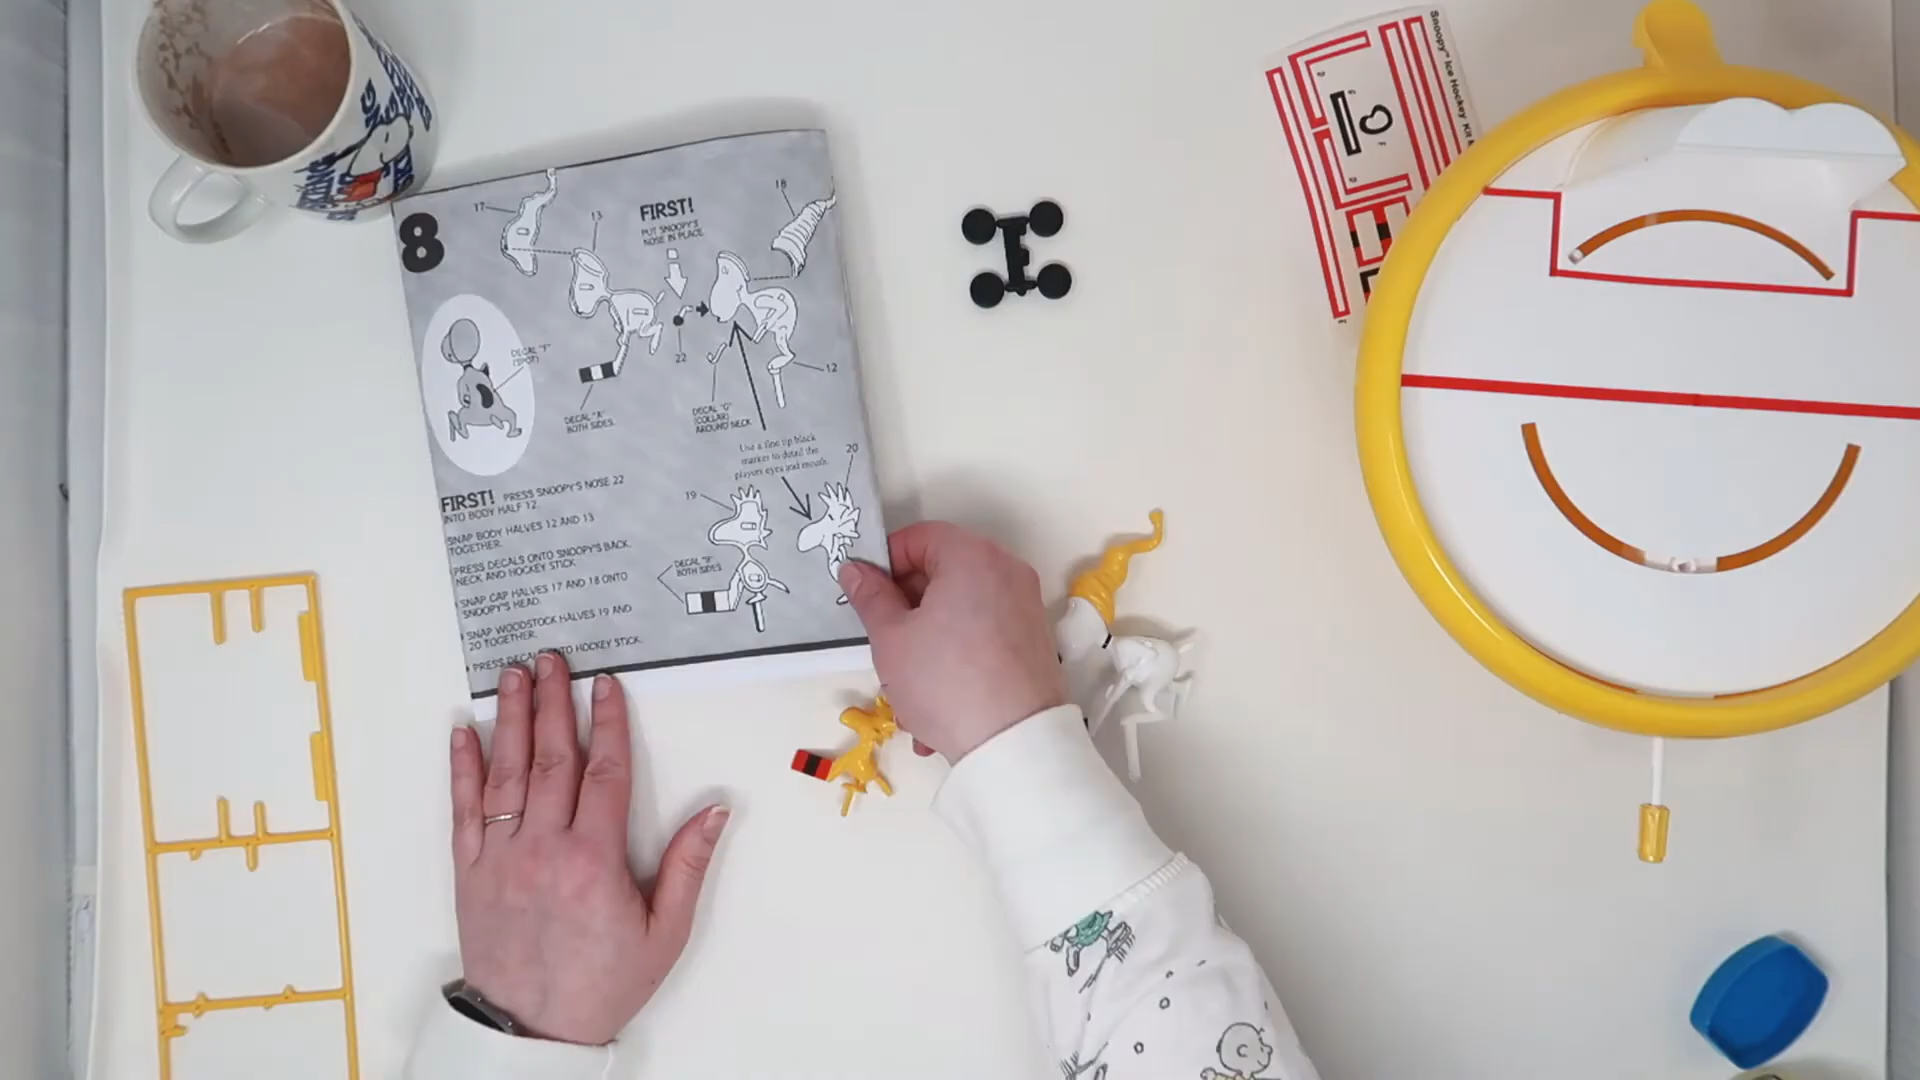 8
17
13
FIRST!
PUT SNOOPY'S
NOSE IN PLACE.
18
DECAL "F"
(SPOT)
22
12
DECAL "A"
BOTH SIDES.
DECAL "G"
(COLLAR)
AROUND NECK
Use a fine tip black
marker to detail the
players eyes and mouth.
20
19
DECAL "B"
BOTH SIDES
FIRST! PRESS SNOOPY'S NOSE 22
INTO BODY HALF 12.
SNAP BODY HALVES 12 AND 13
TOGETHER.
PRESS DECALS ONTO SNOOPY'S BACK,
NECK AND HOCKEY STICK.
SNAP CAP HALVES 17 AND 18 ONTO
SNOOPY'S HEAD.
SNAP WOODSTOCK HALVES 19 AND
20 TOGETHER.
PRESS DECALS ONTO HOCKEY STICK.
Snoopy™ Ice Hockey Kit